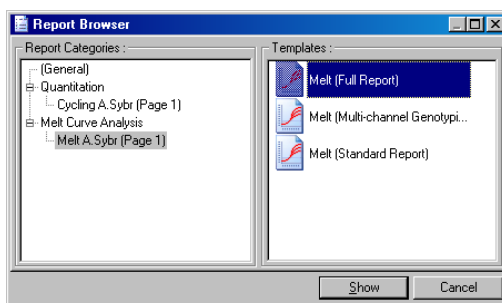 Report Browser
Report Categories :
(General)
Quantitation
Cycling A.Sybr (Page 1)
Melt Curve Analysis
Melt A.Sybr (Page 1)
Templates :
Melt (Full Report)
Melt (Multi-channel Genotypi...
Melt (Standard Report)
Show
Cancel